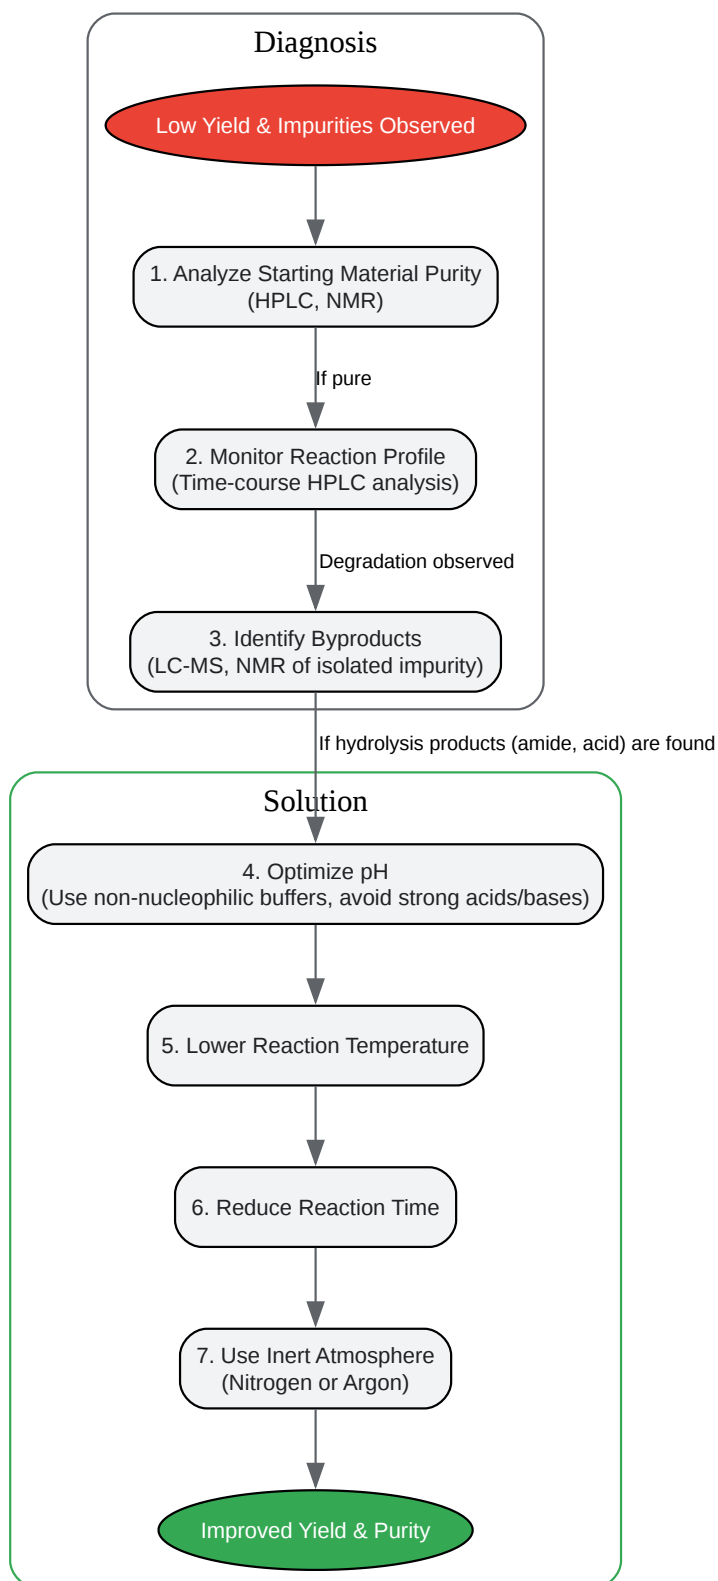 Diagnosis
Low Yield & Impurities Observed
1. Analyze Starting Material Purity
(HPLC, NMR)
If pure
2. Monitor Reaction Profile
(Time-course HPLC analysis)
Degradation observed
3. Identify Byproducts
(LC-MS, NMR of isolated impurity)
If hydrolysis products (amide, acid) are found
Solution
4. Optimize pH
(Use non-nucleophilic buffers, avoid strong acids/bases)
5. Lower Reaction Temperature
6. Reduce Reaction Time
7. Use Inert Atmosphere
(Nitrogen or Argon)
Improved Yield & Purity